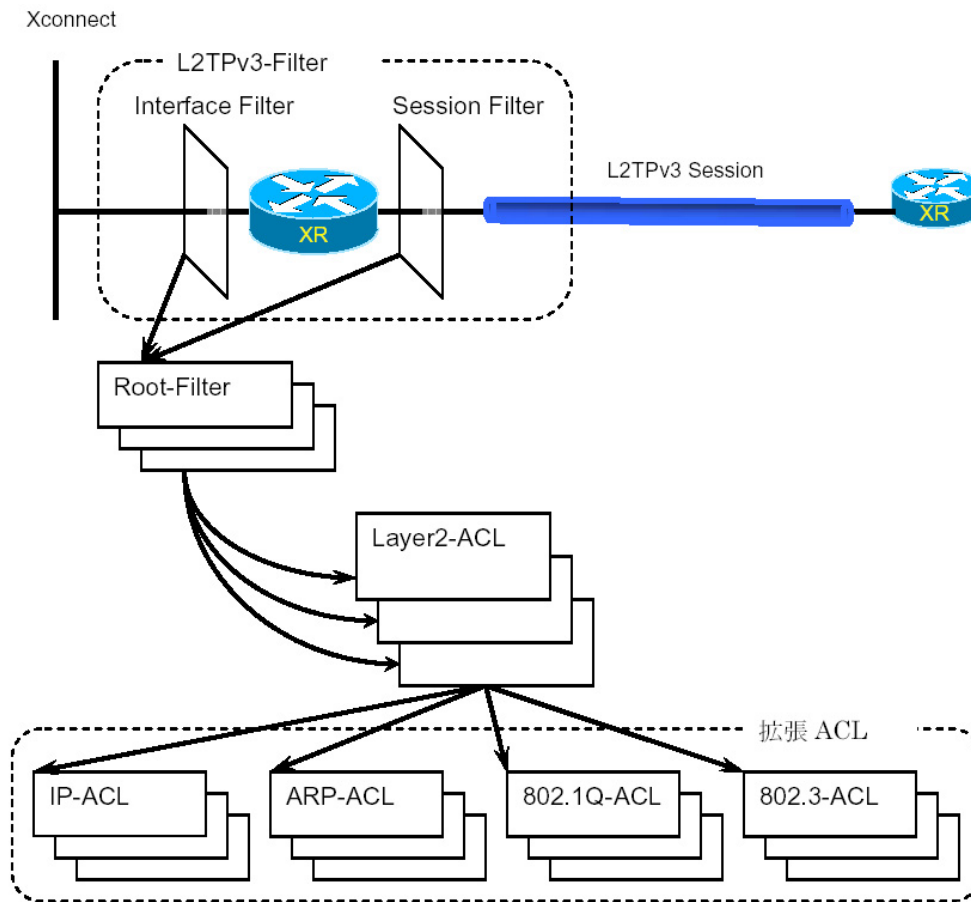 Xconnect
L2TPv3-Filter
Interface Filter
Session Filter
L2TPv3 Session
XR
XR
Root-Filter
Layer2-ACL
拡張 ACL
IP-ACL
ARP-ACL
802.1Q-ACL
802.3-ACL